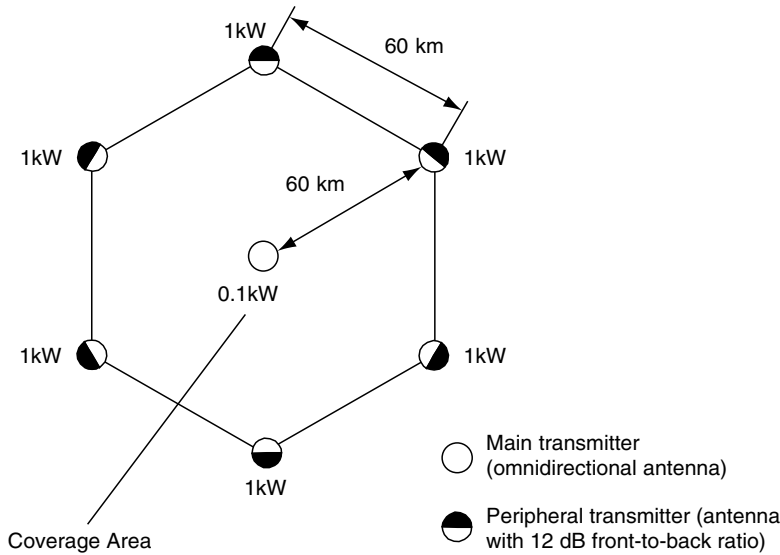 1kW
60 km
1kW
1kW
60 km
0.1kW
1kW
1kW
1kW
Main transmitter
(omnidirectional antenna)
Peripheral transmitter (antenna
with 12 dB front-to-back ratio)
Coverage Area